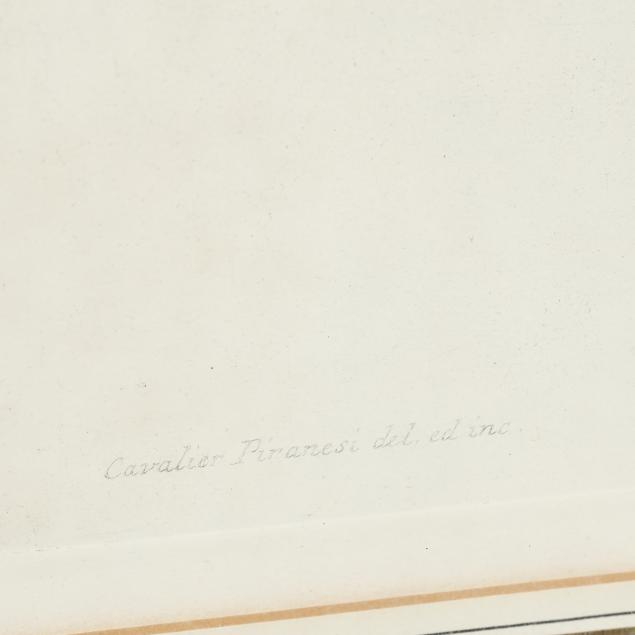 Cavalier Piranesi del. ed inc.